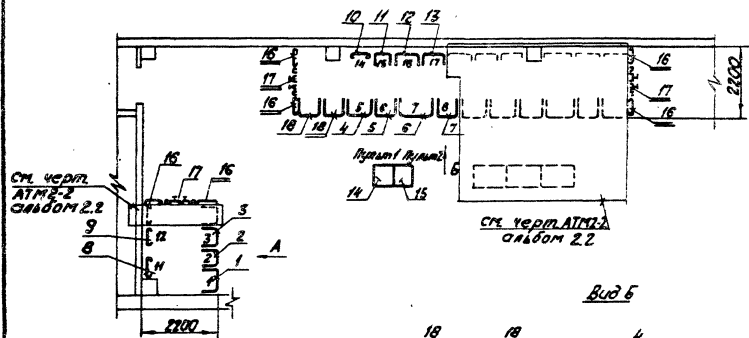 10 11 12 13
14 15 16 17
16
17
16
16
17
16
2200
5 6 7 8
18 18 4 5 6 7
Пульт1 Пульт2
Б
14 15
см. черт АТМ2-2
альбом 2.2
см. черт
АТМ2-2
альбом 2.2
16 17 16
9 12 3 3
2 2
8 11 1 1
А
2200
Вид Б
18 18 4